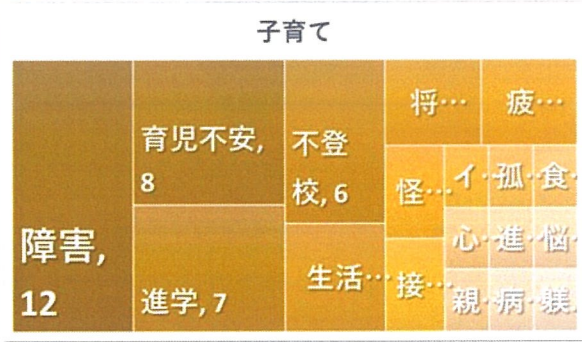 子育て
障害,
12
育児不安,
8
進学, 7
不登
校, 6
生活…
将…
疲…
怪…
接…
イ…
孤…
食…
心…
進…
悩…
親…
病…
躾…